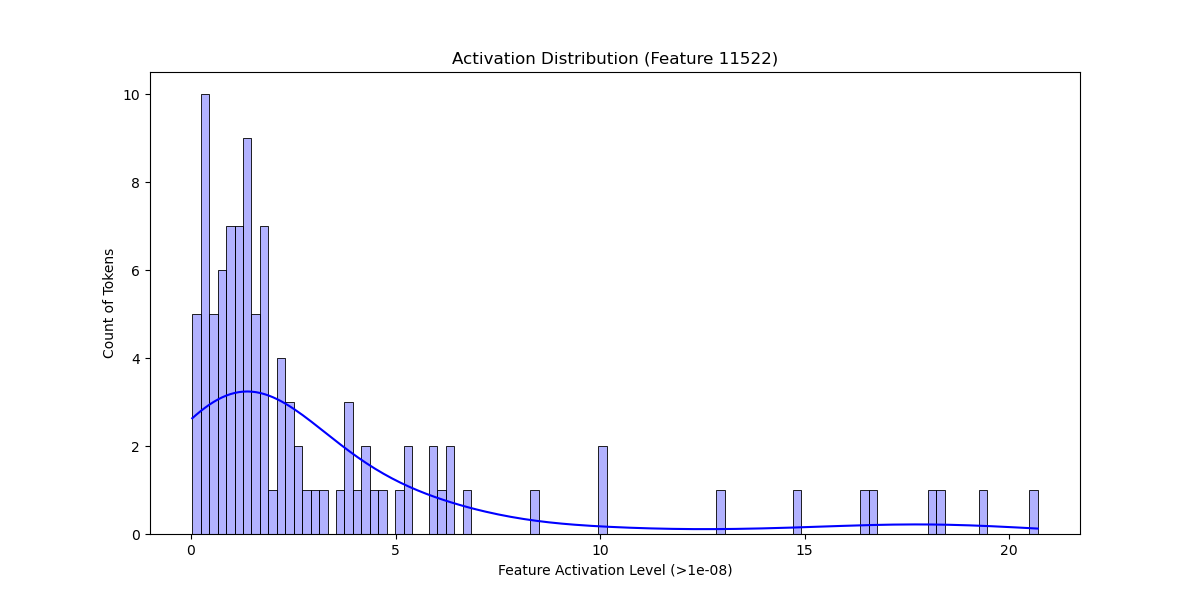 Activation Distribution (Feature 11522)
10
8
6
4
2
0
Count of Tokens
0 5 10 15 20
Feature Activation Level (>1e-08)